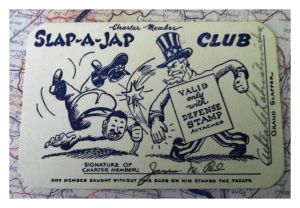 Charter Member
SLAP-A-JAP CLUB
VALID
only
with
DEFENSE
STAMP
ATTACHED
GRAND SLAPPER
SIGNATURE OF
CHARTER MEMBER:
ANY MEMBER CAUGHT WITHOUT THIS CARD ON HIM STANDS THE TREATS